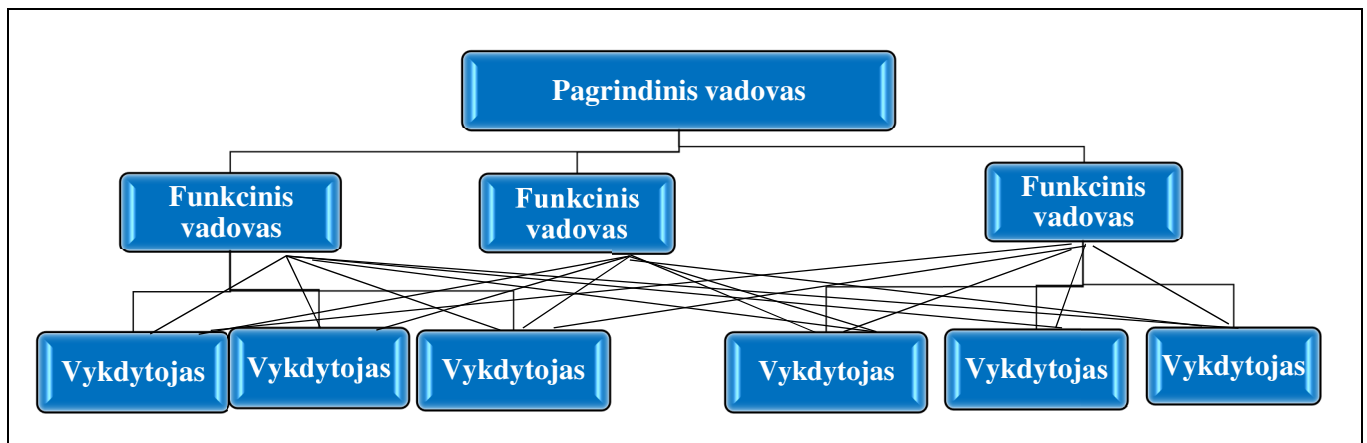 Pagrindinis vadovas
Funkcinis
vadovas
Funkcinis
vadovas
Funkcinis
vadovas
Vykdytojas
Vykdytojas
Vykdytojas
Vykdytojas
Vykdytojas
Vykdytojas